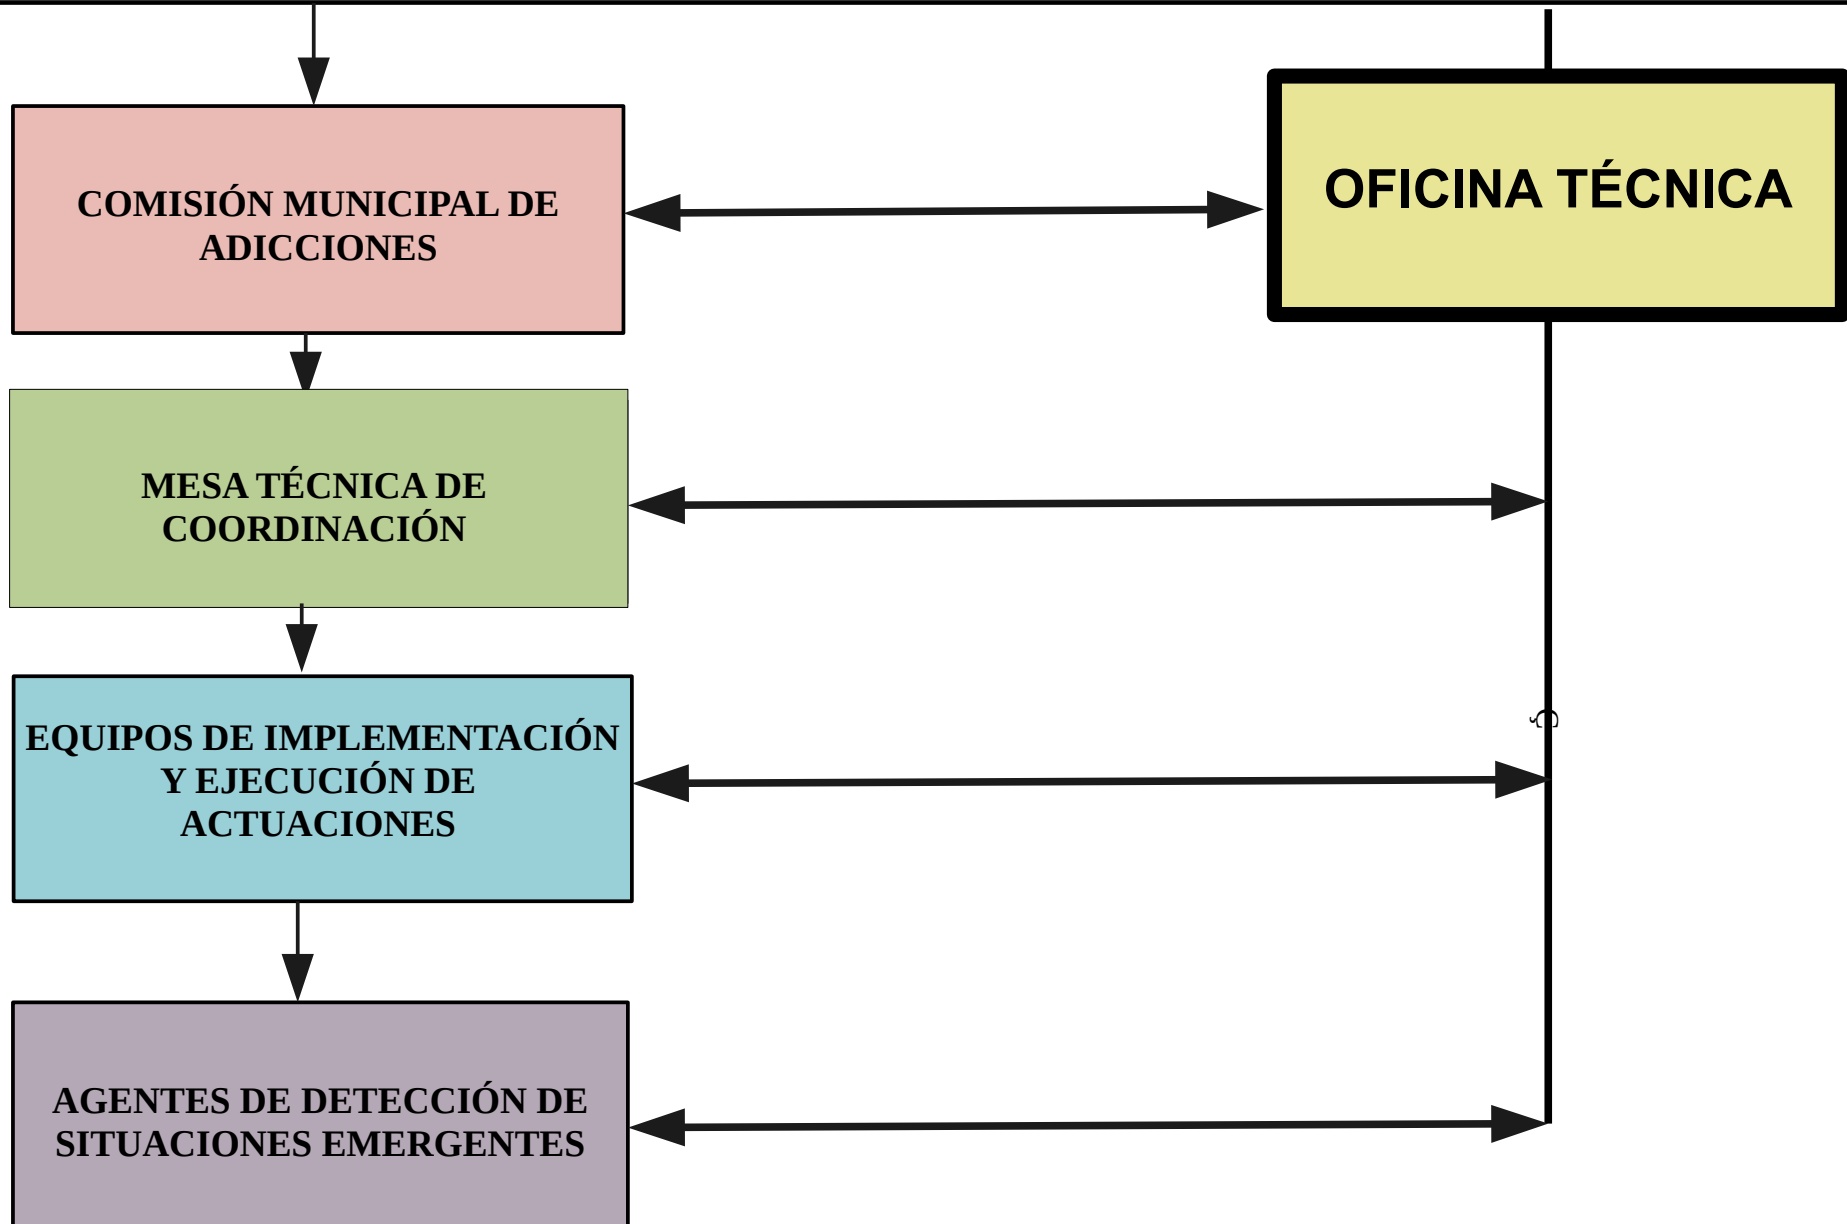 COMISIÓN MUNICIPAL DE
ADICCIONES
OFICINA TÉCNICA
MESA TÉCNICA DE
COORDINACIÓN
EQUIPOS DE IMPLEMENTACIÓN
Y EJECUCIÓN DE
ACTUACIONES
AGENTES DE DETECCIÓN DE
SITUACIONES EMERGENTES